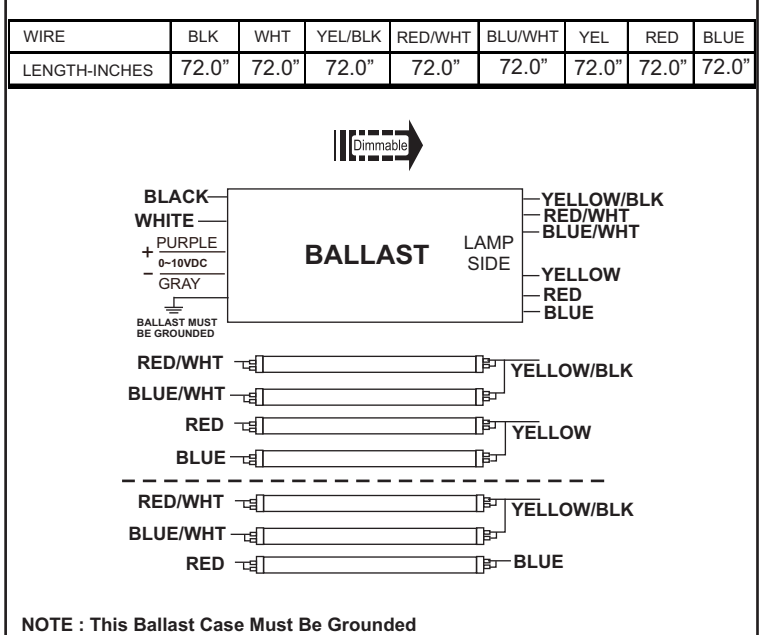 WIRE BLK WHT YEL/BLK RED/WHT BLU/WHT YEL RED BLUE
LENGTH-INCHES 72.0” 72.0” 72.0” 72.0” 72.0” 72.0” 72.0” 72.0”
Dimmable
BLACK
WHITE
+ PURPLE
0~10VDC
− GRAY
BALLAST MUST
BE GROUNDED
BALLAST
LAMP
SIDE
YELLOW/BLK
RED/WHT
BLUE/WHT
YELLOW
RED
BLUE
RED/WHT YELLOW/BLK
BLUE/WHT
RED YELLOW
BLUE
RED/WHT YELLOW/BLK
BLUE/WHT
RED BLUE
NOTE : This Ballast Case Must Be Grounded